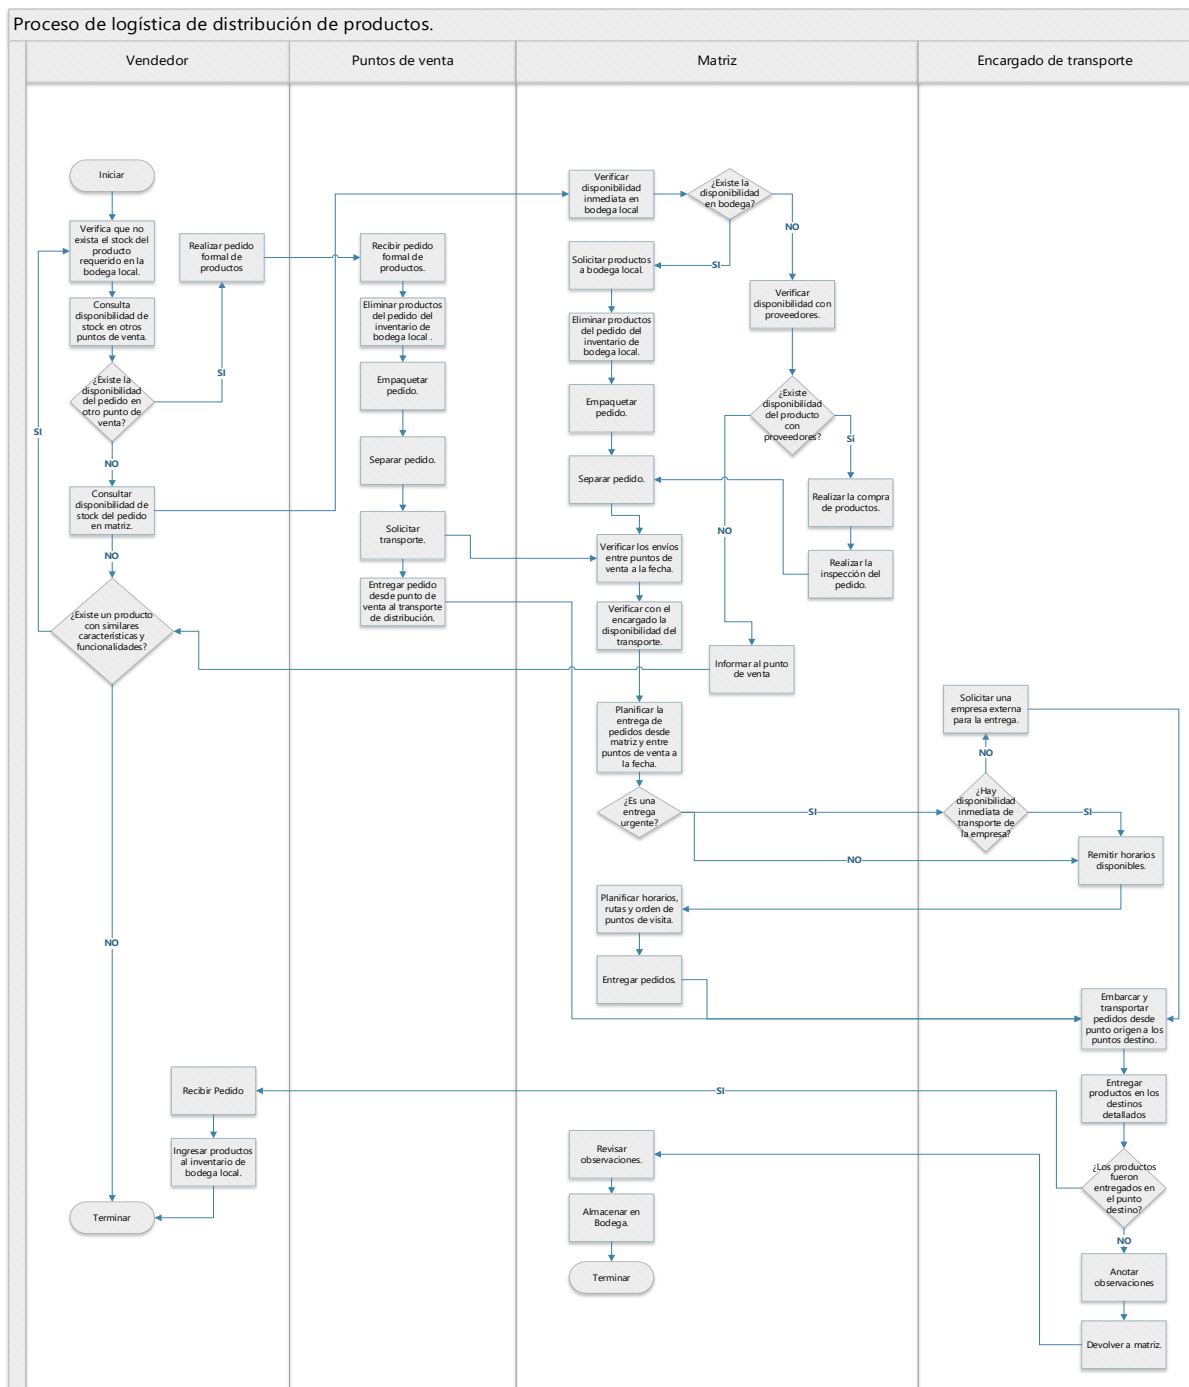 Proceso de logística de distribución de productos.
Vendedor
Puntos de venta
Matriz
Encargado de transporte
Iniciar
Verifica que no
exista el stock del
producto
requerido en la
bodega local.
Consulta
disponibilidad de
stock en otros
puntos de venta.
¿Existe la
disponibilidad
del pedido en
otro punto de
venta?
SI
Realizar pedido
formal de
productos
NO
Consultar
disponibilidad de
stock del pedido
en matriz.
NO
¿Existe un producto
con similares
características y
funcionalidades?
SI
NO
Recibir Pedido
Ingresar productos
al inventario de
bodega local.
Terminar
Recibir pedido
formal de
productos.
Eliminar productos
del pedido del
inventario de
bodega local .
Empaquetar
pedido.
Separar pedido.
Solicitar
transporte.
Entregar pedido
desde punto de
venta al transporte
de distribución.
Verificar
disponibilidad
inmediata en
bodega local
¿Existe la
disponibilidad
en bodega?
NO
SI
Solicitar productos
a bodega local.
Verificar
disponibilidad con
proveedores.
Eliminar productos
del pedido del
inventario de
bodega local.
Empaquetar
pedido.
¿Existe
disponibilidad
del producto
con
proveedores?
Si
NO
Separar pedido.
Realizar la compra
de productos.
Realizar la
inspección del
pedido.
Verificar los envíos
entre puntos de
venta a la fecha.
Verificar con el
encargado la
disponibilidad del
transporte.
Informar al punto
de venta
Planificar la
entrega de
pedidos desde
matriz y entre
puntos de venta a
la fecha.
¿Es una
entrega
urgente?
SI
NO
Planificar horarios,
rutas y orden de
puntos de visita.
Entregar pedidos.
SI
Revisar
observaciones.
Almacenar en
Bodega.
Terminar
Solicitar una
empresa externa
para la entrega.
NO
¿Hay
disponibilidad
inmediata de
transporte de
la empresa?
SI
Remitir horarios
disponibles.
Embarcar y
transportar
pedidos desde
punto origen a los
puntos destino.
Entregar
productos en los
destinos
detallados
¿Los productos
fueron
entregados en
el punto
destino?
NO
Anotar
observaciones
Devolver a matriz.